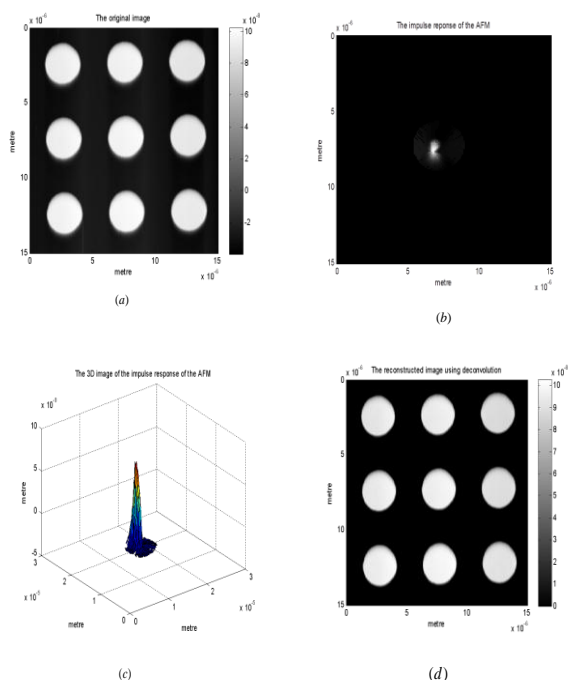 The original image
x 10⁻⁶
x 10⁻⁸
0
5
10
15
metre
0
5
10
15
metre
x 10⁻⁶
10
8
6
4
2
0
-2
(a)
The impulse reponse of the AFM
x 10⁻⁶
0
5
10
15
metre
0
5
10
15
metre
x 10⁻⁶
(b)
The 3D image of the impulse response of the AFM
10
5
0
-5
metre
3
2
1
0
metre
0
1
2
3
metre
x 10⁻⁵
x 10⁻⁵
(c)
The reconstructed image using deconvolution
x 10⁻⁶
x 10⁻⁸
0
5
10
15
metre
0
5
10
15
metre
x 10⁻⁶
10
9
8
7
6
5
4
3
2
1
0
(d)